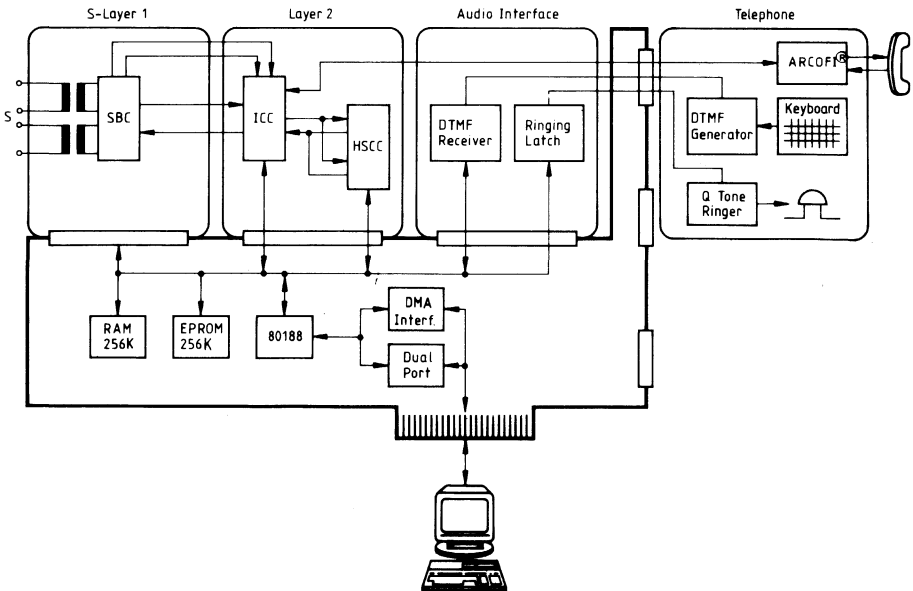 S-Layer 1
Layer 2
Audio Interface
Telephone
S
SBC
ICC
HSCC
DTMF
Receiver
Ringing
Latch
ARCOFI®
DTMF
Generator
Keyboard
Q Tone
Ringer
RAM
256K
EPROM
256K
80188
DMA
Interf.
Dual
Port